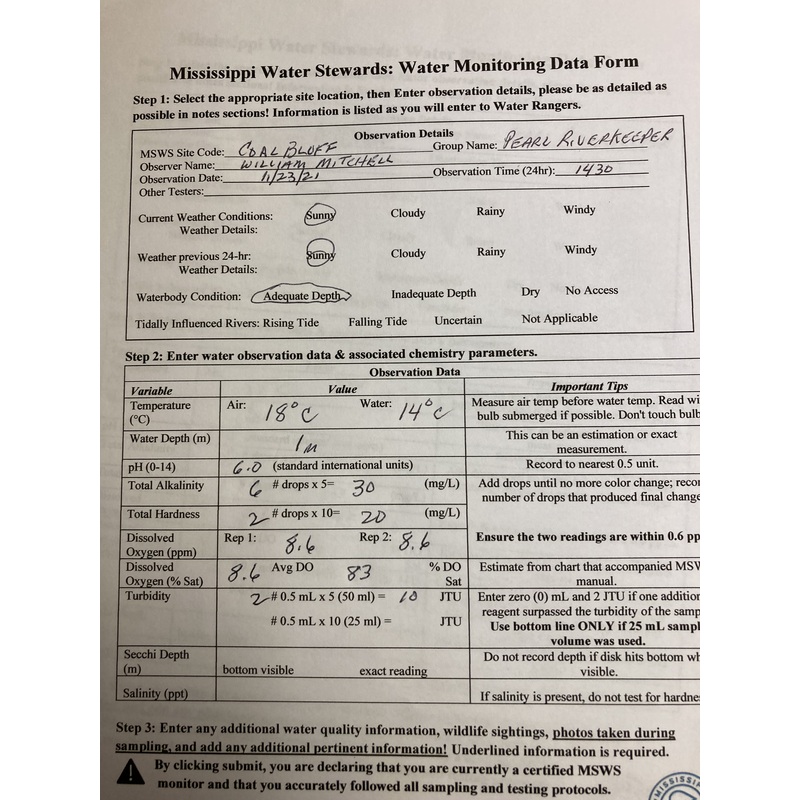 Mississippi Water Stewards: Water Monitoring Data Form
Step 1: Select the appropriate site location, then Enter observation details, please be as detailed as
possible in notes sections! Information is listed as you will enter to Water Rangers.
Observation Details
MSWS Site Code: COAL BLUFF Group Name: PEARL RIVERKEEPER
Observer Name: WILLIAM MITCHELL
Observation Date: 11/23/21 Observation Time (24hr): 1430
Other Testers:
Current Weather Conditions: Sunny Cloudy Rainy Windy
Weather Details:
Weather previous 24-hr: Sunny Cloudy Rainy Windy
Weather Details:
Waterbody Condition: Adequate Depth Inadequate Depth Dry No Access
Tidally Influenced Rivers: Rising Tide Falling Tide Uncertain Not Applicable
Step 2: Enter water observation data & associated chemistry parameters.
Observation Data
Variable Value Important Tips
Temperature (°C) Air: 18°C Water: 14°C Measure air temp before water temp. Read wi
bulb submerged if possible. Don't touch bulb
Water Depth (m) 1m This can be an estimation or exact
measurement.
pH (0-14) 6.0 (standard international units) Record to nearest 0.5 unit.
Total Alkalinity 6 # drops x 5= 30 (mg/L) Add drops until no more color change; recor
number of drops that produced final change
Total Hardness 2 # drops x 10= 20 (mg/L)
Dissolved Oxygen (ppm) Rep 1: 8.6 Rep 2: 8.6 Ensure the two readings are within 0.6 pp
Dissolved Oxygen (% Sat) 8.6 Avg DO 83 % DO Sat Estimate from chart that accompanied MSW
manual.
Turbidity 2 # 0.5 mL x 5 (50 ml) = 10 JTU Enter zero (0) mL and 2 JTU if one addition
reagent surpassed the turbidity of the samp
# 0.5 mL x 10 (25 ml) = JTU Use bottom line ONLY if 25 mL sampl
volume was used.
Secchi Depth (m) bottom visible exact reading Do not record depth if disk hits bottom wh
visible.
Salinity (ppt) If salinity is present, do not test for hardne
Step 3: Enter any additional water quality information, wildlife sightings, photos taken during
sampling, and add any additional pertinent information! Underlined information is required.
By clicking submit, you are declaring that you are currently a certified MSWS
monitor and that you accurately followed all sampling and testing protocols.
MISSISSI